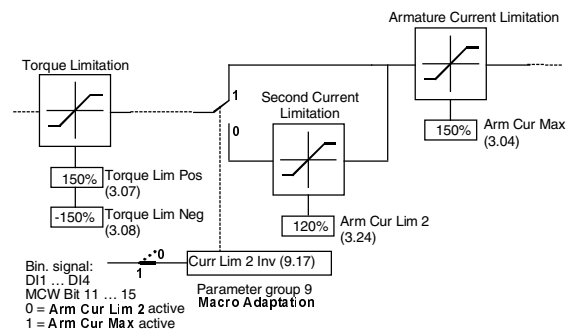 Armature Current Limitation
Torque Limitation
1
Second Current
Limitation
0
150%
Arm Cur Max
(3.04)
150%
Torque Lim Pos
(3.07)
-150%
Torque Lim Neg
(3.08)
120%
Arm Cur Lim 2
(3.24)
0
1
Curr Lim 2 Inv (9.17)
Parameter group 9
Macro Adaptation
Bin. signal:
DI1 ... DI4
MCW Bit 11 ... 15
0 = Arm Cur Lim 2 active
1 = Arm Cur Max active